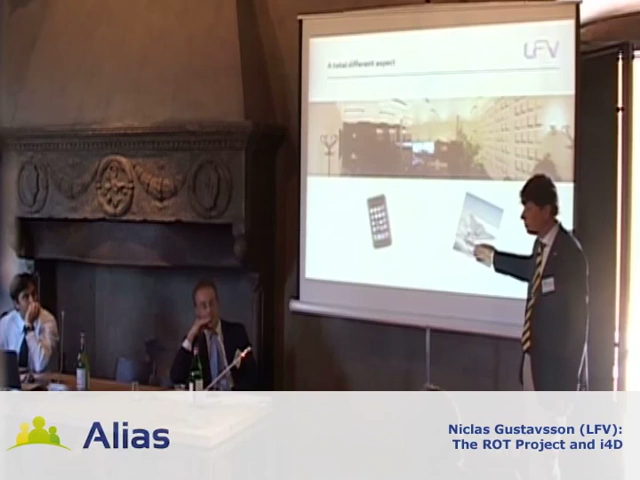 A total different aspect
LFV
Alias
Niclas Gustavsson (LFV):
The ROT Project and i4D